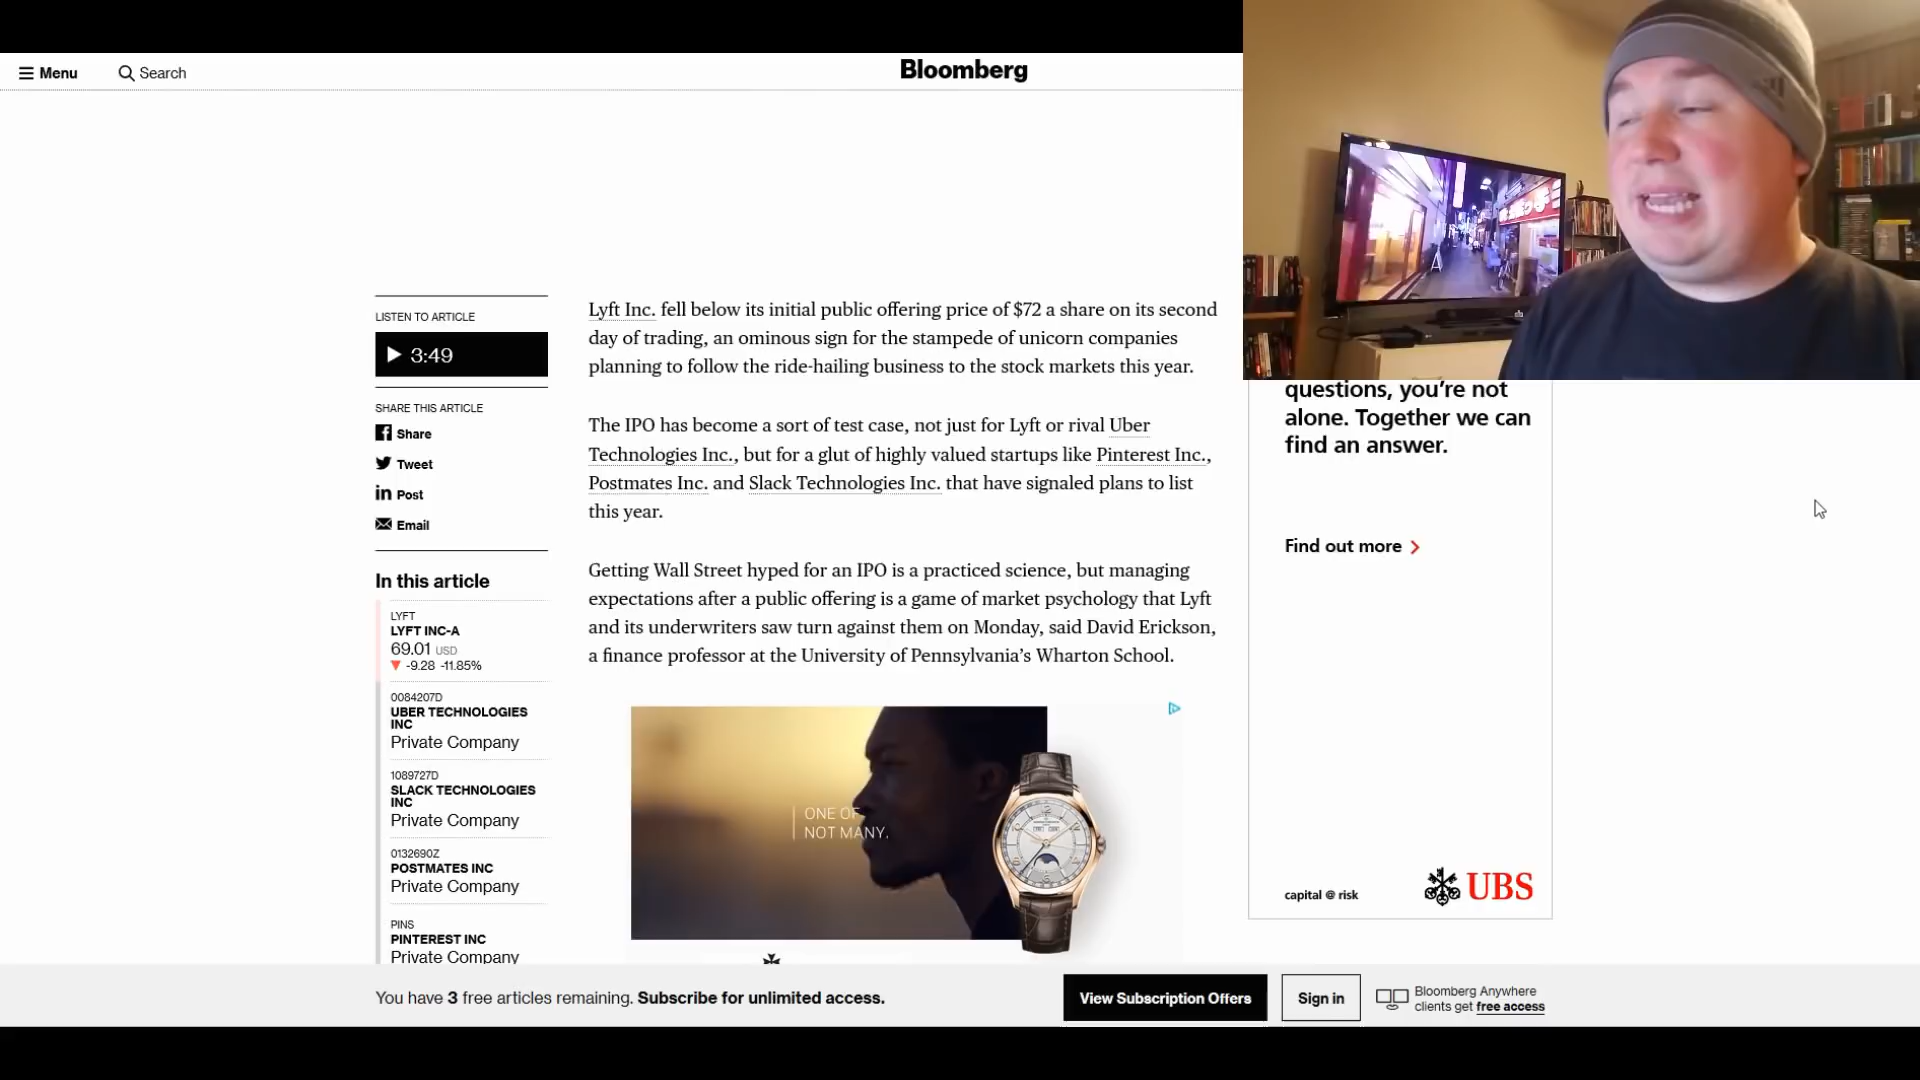 Menu
Search
Bloomberg
LISTEN TO ARTICLE
3:49
SHARE THIS ARTICLE
Share
Tweet
Post
Email
In this article
LYFT
LYFT INC-A
69.01 USD
▼ -9.28 -11.85%
0084207D
UBER TECHNOLOGIES
INC
Private Company
1089727D
SLACK TECHNOLOGIES
INC
Private Company
0132690Z
POSTMATES INC
Private Company
PINS
PINTEREST INC
Private Company
Lyft Inc. fell below its initial public offering price of $72 a share on its second
day of trading, an ominous sign for the stampede of unicorn companies
planning to follow the ride-hailing business to the stock markets this year.
The IPO has become a sort of test case, not just for Lyft or rival Uber
Technologies Inc., but for a glut of highly valued startups like Pinterest Inc.,
Postmates Inc. and Slack Technologies Inc. that have signaled plans to list
this year.
Getting Wall Street hyped for an IPO is a practiced science, but managing
expectations after a public offering is a game of market psychology that Lyft
and its underwriters saw turn against them on Monday, said David Erickson,
a finance professor at the University of Pennsylvania’s Wharton School.
ONE OF
NOT MANY.
questions, you’re not
alone. Together we can
find an answer.
Find out more
capital @ risk
UBS
You have 3 free articles remaining. Subscribe for unlimited access.
View Subscription Offers
Sign in
Bloomberg Anywhere
clients get free access